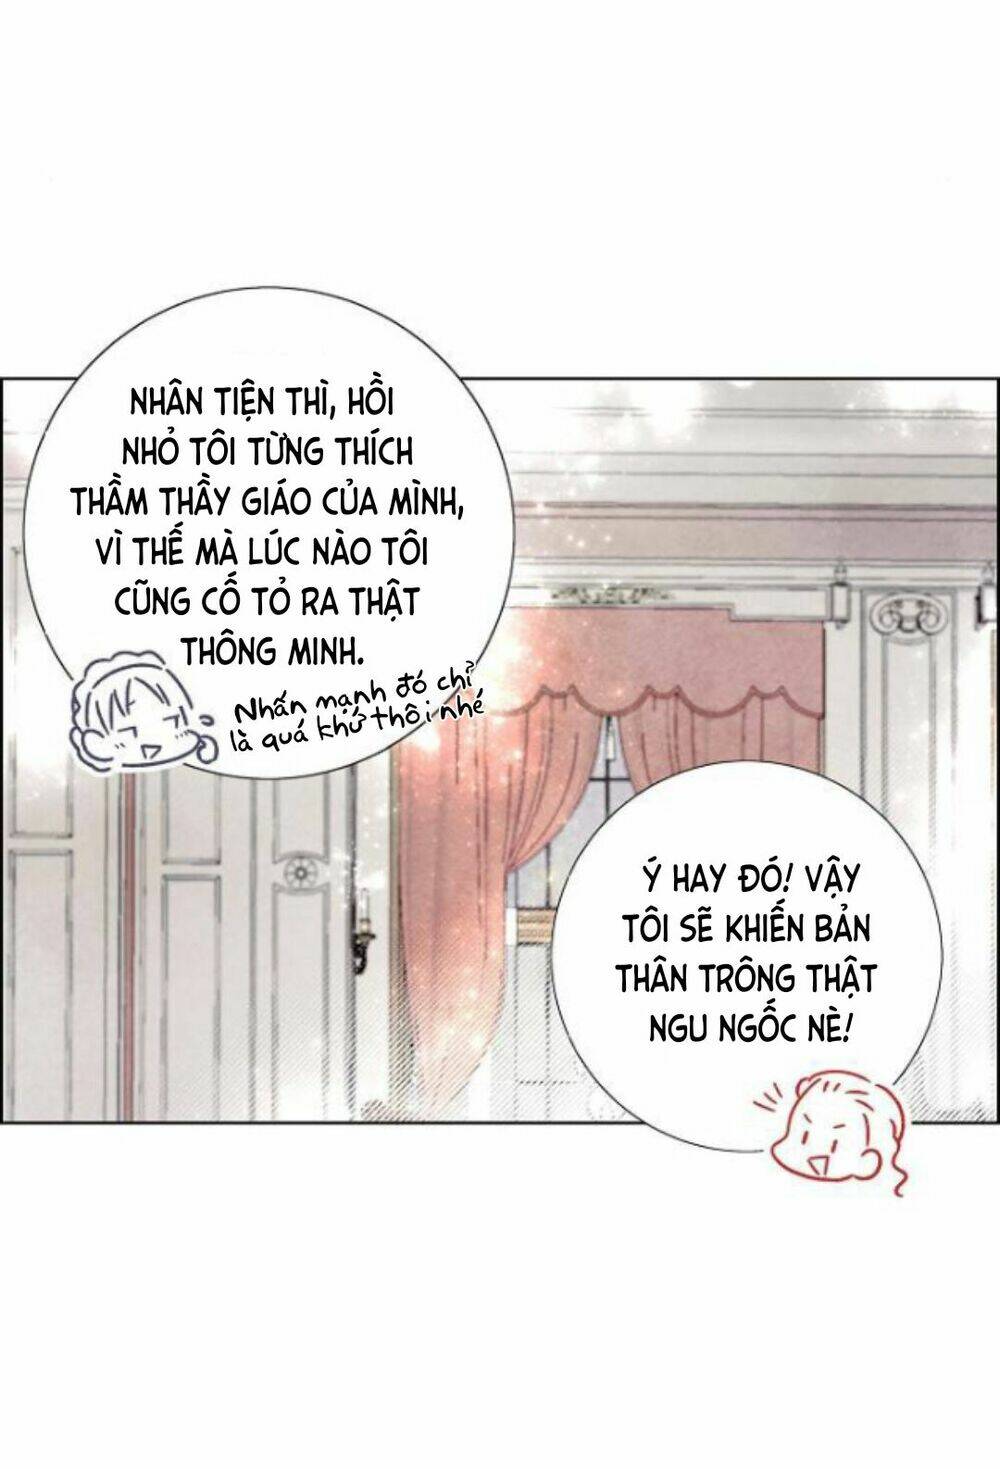 NHÂN TIỆN THÌ, HỒI
NHỎ TÔI TỪNG THÍCH
THẦM THẦY GIÁO CỦA MÌNH,
VÌ THẾ MÀ LÚC NÀO TÔI
CŨNG CỐ TỎ RA THẬT
THÔNG MINH.
Nhấn mạnh đó chỉ
là quá khứ thôi nhé
Ý HAY ĐÓ! VẬY
TÔI SẼ KHIẾN BẢN
THÂN TRÔNG THẬT
NGU NGỐC NÈ!